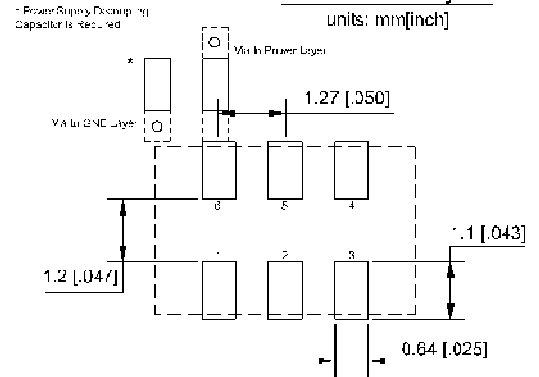 * Power Supply Decoupling
Capacitor is Required
units: mm[inch]
Via to Power Layer
*
1.27 [.050]
Via to GND Layer
6
5
4
1.1 [.043]
1
2
3
1.2 [.047]
0.64 [.025]